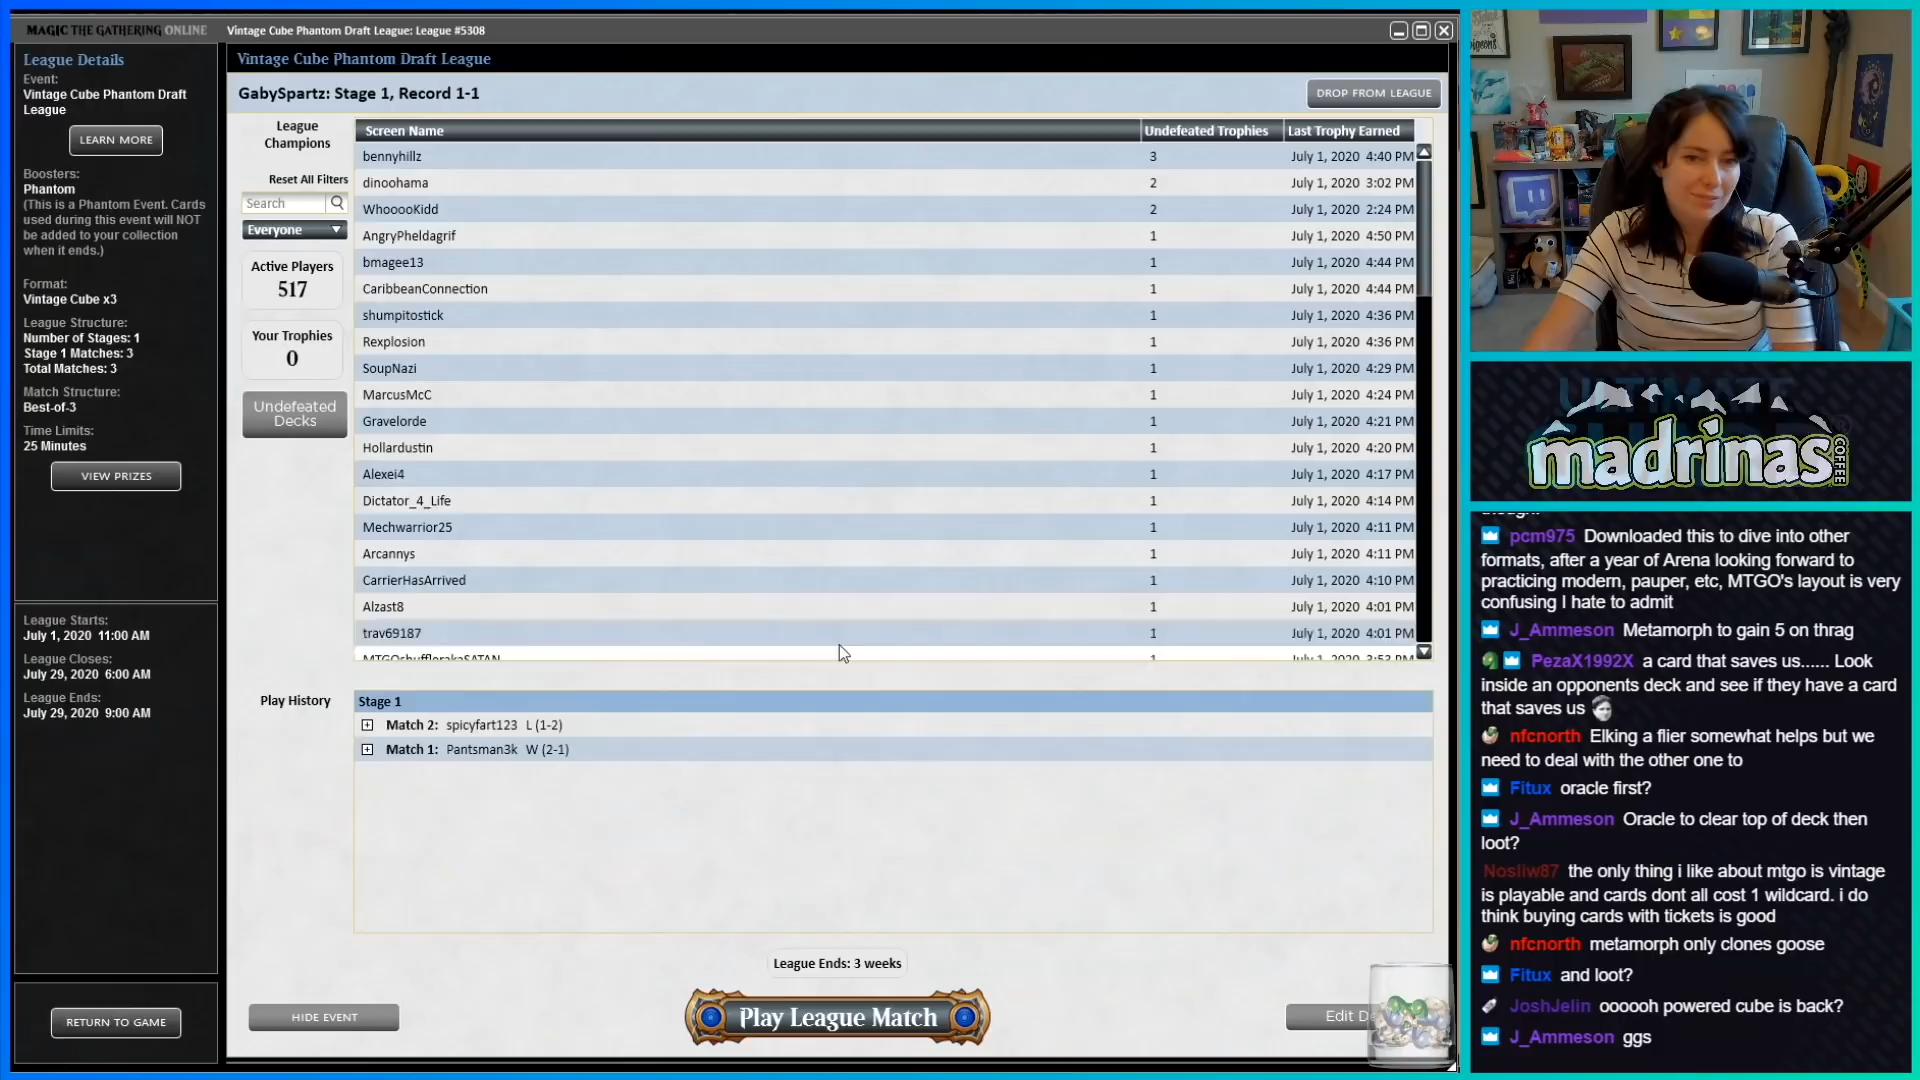 MAGIC THE GATHERING ONLINE
Vintage Cube Phantom Draft League: League #5308
League Details
Event:
Vintage Cube Phantom Draft
League
LEARN MORE
Boosters:
Phantom
(This is a Phantom Event. Cards
used during this event will NOT
be added to your collection
when it ends.)
Format:
Vintage Cube x3
League Structure:
Number of Stages: 1
Stage 1 Matches: 3
Total Matches: 3
Match Structure:
Best-of-3
Time Limits:
25 Minutes
VIEW PRIZES
League Starts:
July 1, 2020 11:00 AM
League Closes:
July 29, 2020 6:00 AM
League Ends:
July 29, 2020 9:00 AM
RETURN TO GAME
Vintage Cube Phantom Draft League
GabySpartz: Stage 1, Record 1-1
DROP FROM LEAGUE
League
Champions
Reset All Filters
Search
Everyone
Active Players
517
Your Trophies
0
Undefeated
Decks
Screen Name Undefeated Trophies Last Trophy Earned
bennyhillz 3 July 1, 2020 4:40 PM
dinoohama 2 July 1, 2020 3:02 PM
WhooooKidd 2 July 1, 2020 2:24 PM
AngryPheldagrif 1 July 1, 2020 4:50 PM
bmagee13 1 July 1, 2020 4:44 PM
CaribbeanConnection 1 July 1, 2020 4:44 PM
shumpitostick 1 July 1, 2020 4:36 PM
Rexplosion 1 July 1, 2020 4:36 PM
SoupNazi 1 July 1, 2020 4:29 PM
MarcusMcC 1 July 1, 2020 4:24 PM
Gravelorde 1 July 1, 2020 4:21 PM
Hollardustin 1 July 1, 2020 4:20 PM
Alexei4 1 July 1, 2020 4:17 PM
Dictator_4_Life 1 July 1, 2020 4:14 PM
Mechwarrior25 1 July 1, 2020 4:11 PM
Arcannys 1 July 1, 2020 4:11 PM
CarrierHasArrived 1 July 1, 2020 4:10 PM
Alzast8 1 July 1, 2020 4:01 PM
trav69187 1 July 1, 2020 4:01 PM
MTGOshufflerakaSATAN 1 July 1, 2020 3:53 PM
Play History
Stage 1
Match 2: spicyfart123 L (1-2)
Match 1: Pantsman3k W (2-1)
League Ends: 3 weeks
HIDE EVENT
Play League Match
Edit
madrinas
COFFEE
pcm975 Downloaded this to dive into other
formats, after a year of Arena looking forward to
practicing modern, pauper, etc, MTGO's layout is very
confusing I hate to admit
J_Ammeson Metamorph to gain 5 on thrag
PezaX1992X a card that saves us...... Look
inside an opponents deck and see if they have a card
that saves us
nfcnorth Elking a flier somewhat helps but we
need to deal with the other one to
Fitux oracle first?
J_Ammeson Oracle to clear top of deck then
loot?
Nosliw87 the only thing i like about mtgo is vintage
is playable and cards dont all cost 1 wildcard. i do
think buying cards with tickets is good
nfcnorth metamorph only clones goose
Fitux and loot?
JoshJelin oooooh powered cube is back?
J_Ammeson ggs